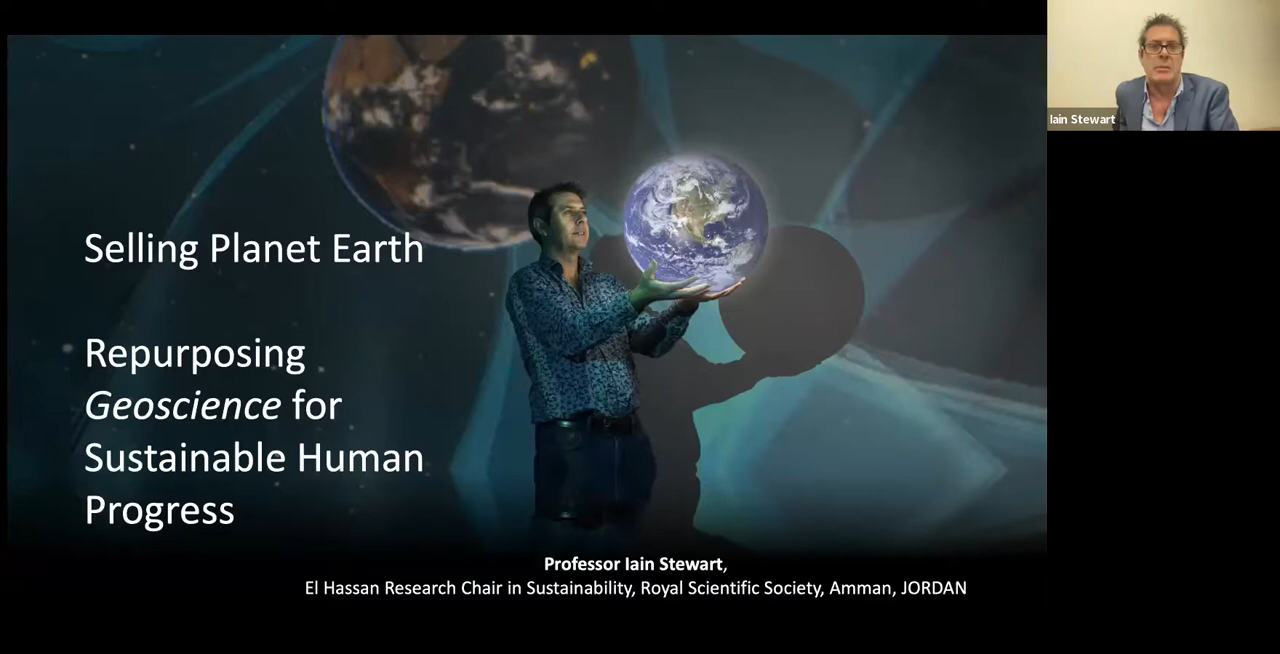 Iain Stewart
Selling Planet Earth
Repurposing
Geoscience for
Sustainable Human
Progress
Professor Iain Stewart,
El Hassan Research Chair in Sustainability, Royal Scientific Society, Amman, JORDAN